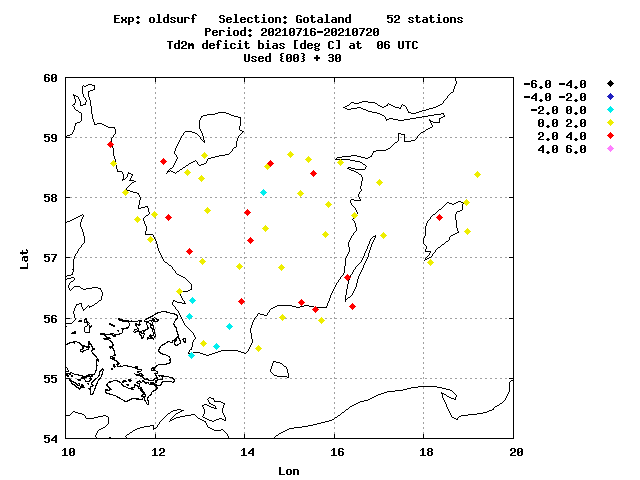 Exp: oldsurf   Selection: Gotaland     52 stations
Period: 20210716-20210720
Td2m deficit bias [deg C] at  06 UTC
Used {00} + 30
60
59
58
57
56
55
54
Lat
10 12 14 16 18 20
Lon
-6.0 -4.0
-4.0 -2.0
-2.0 0.0
0.0 2.0
2.0 4.0
4.0 6.0